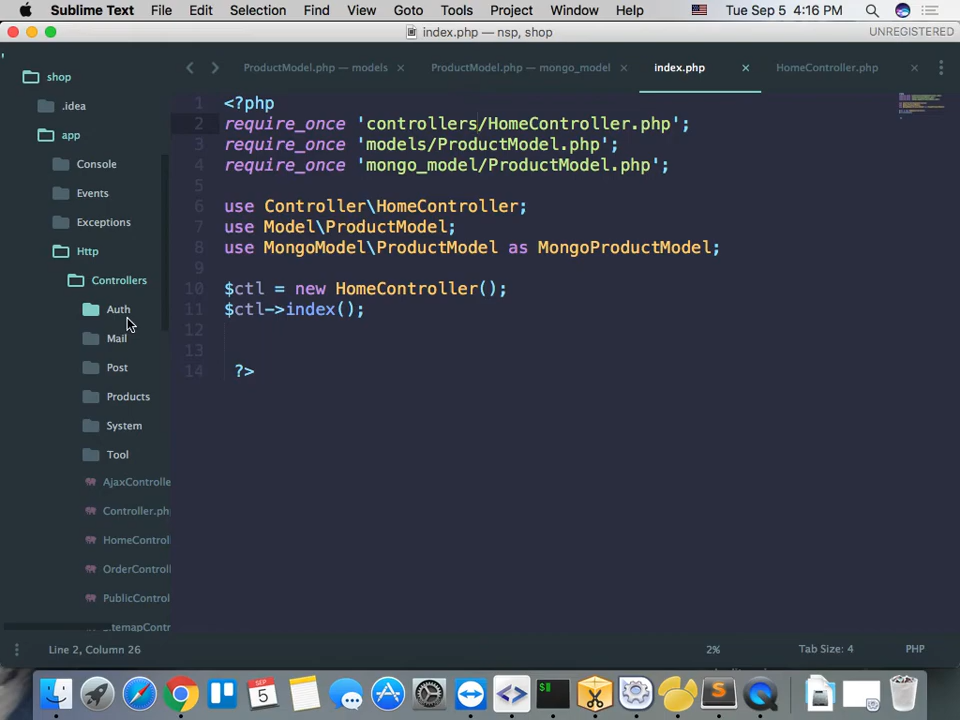 Sublime Text File Edit Selection Find View Goto Tools Project Window Help Tue Sep 5 4:16 PM
index.php — nsp, shop UNREGISTERED
shop
.idea
app
Console
Events
Exceptions
Http
Controllers
Auth
Mail
Post
Products
System
Tool
AjaxControlle
Controller.ph
HomeControl
OrderControl
PublicControl
ProductModel.php — models × ProductModel.php — mongo_model × index.php × HomeController.php ×
1 <?php
2 require_once 'controllers/HomeController.php';
3 require_once 'models/ProductModel.php';
4 require_once 'mongo_model/ProductModel.php';
5
6 use Controller\HomeController;
7 use Model\ProductModel;
8 use MongoModel\ProductModel as MongoProductModel;
9
10 $ctl = new HomeController();
11 $ctl->index();
12
13
14 ?>
Line 2, Column 26 2% Tab Size: 4 PHP
SEP
5